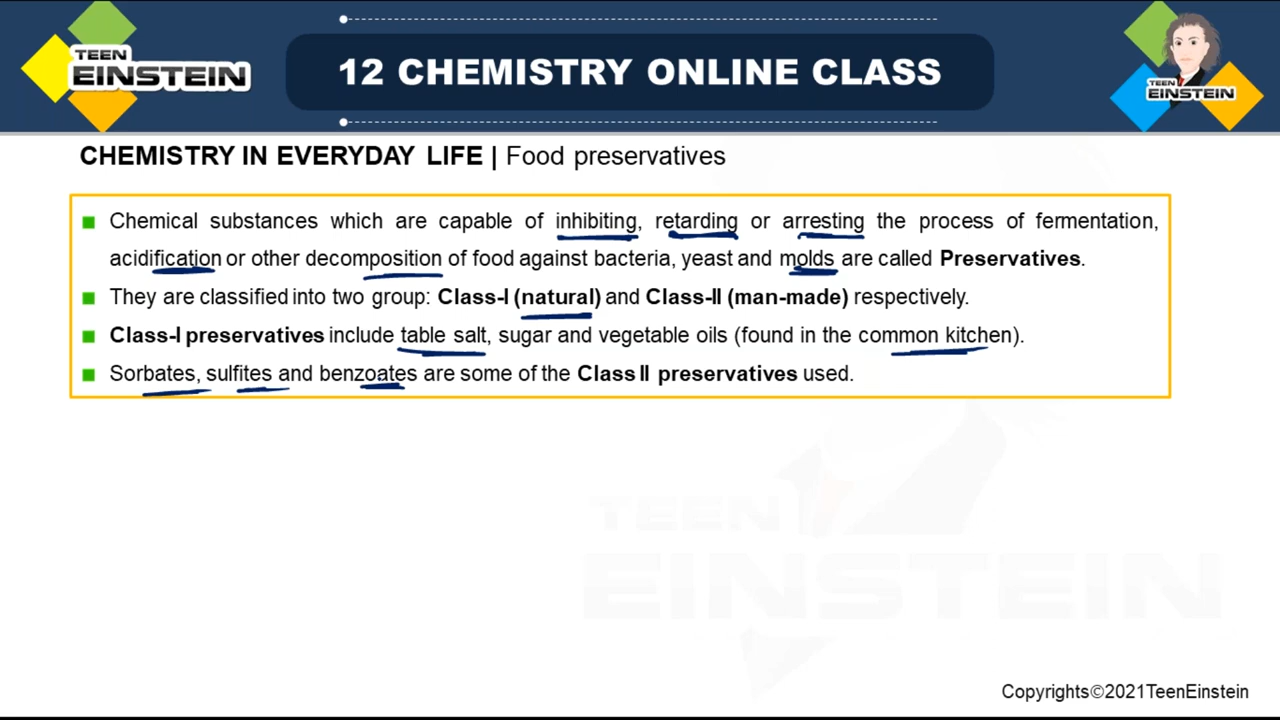 TEEN
EINSTEIN
12 CHEMISTRY ONLINE CLASS
TEEN
EINSTEIN
CHEMISTRY IN EVERYDAY LIFE | Food preservatives
Chemical substances which are capable of inhibiting, retarding or arresting the process of fermentation,
acidification or other decomposition of food against bacteria, yeast and molds are called Preservatives.
They are classified into two group: Class-I (natural) and Class-II (man-made) respectively.
Class-I preservatives include table salt, sugar and vegetable oils (found in the common kitchen).
Sorbates, sulfites and benzoates are some of the Class II preservatives used.
TEEN
EINSTEIN
Copyrights©2021TeenEinstein